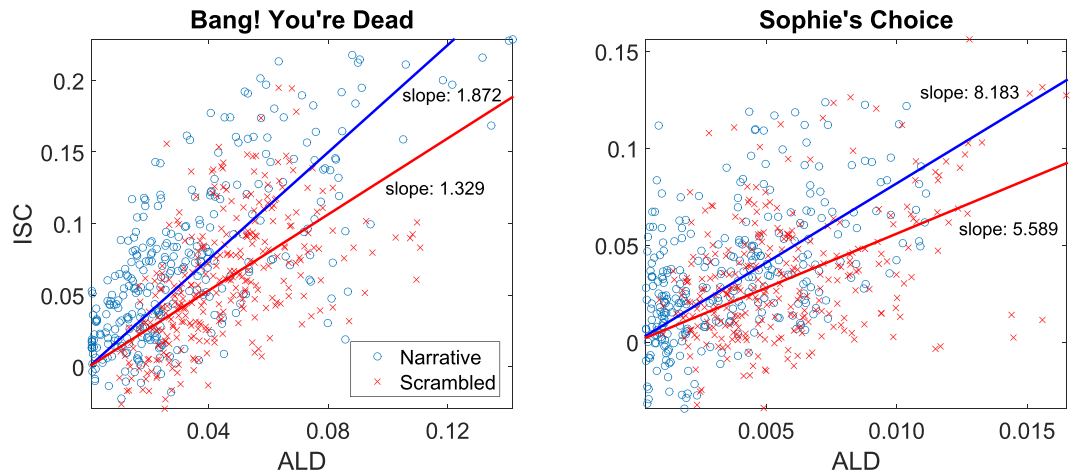 Bang! You're Dead
ISC
0.2
0.15
0.1
0.05
0
slope: 1.872
slope: 1.329
Narrative
Scrambled
0.04
0.08
0.12
ALD
Sophie's Choice
0.15
0.1
0.05
0
slope: 8.183
slope: 5.589
0.005
0.010
0.015
ALD